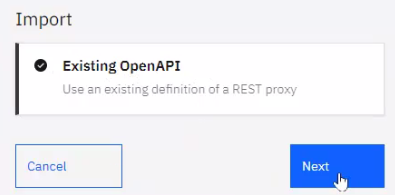 Import
Existing OpenAPI
Use an existing definition of a REST proxy
Cancel
Next